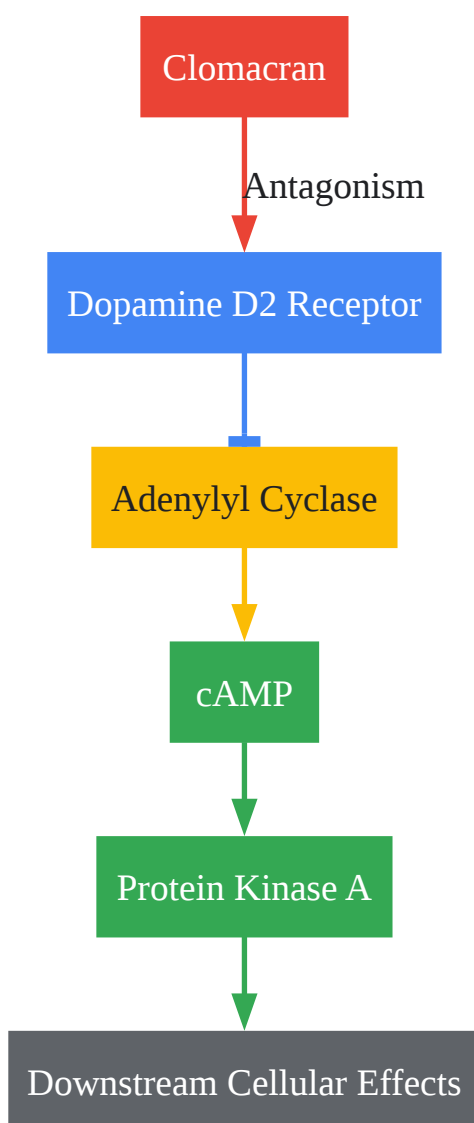 Clomacran
Antagonism
Dopamine D2 Receptor
Adenylyl Cyclase
cAMP
Protein Kinase A
Downstream Cellular Effects